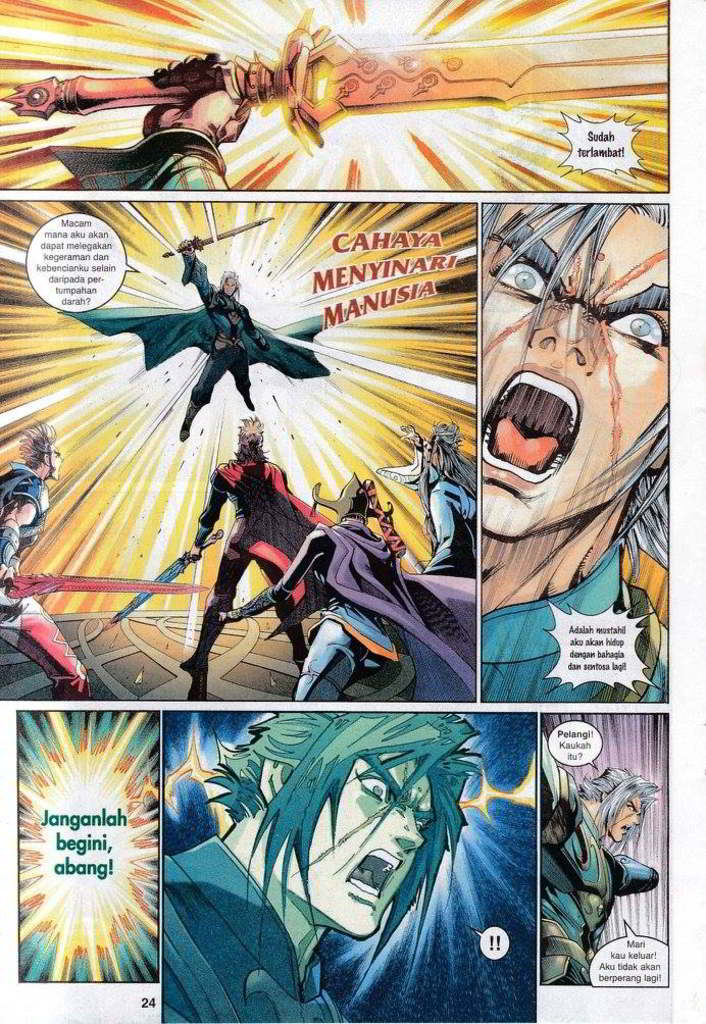 Sudah
terlambat!
Macam
mana aku akan
dapat melegakan
kegeraman dan
kebencianku selain
daripada per-
tumpahan
darah?
CAHAYA
MENYINARI
MANUSIA
Adalah mustahil
aku akan hidup
dengan bahagia
dan sentosa lagi!
Janganlah
begini,
abang!
!!
Pelangi!
Kaukah
itu?
Mari
kau keluar!
Aku tidak akan
berperang lagi!
24